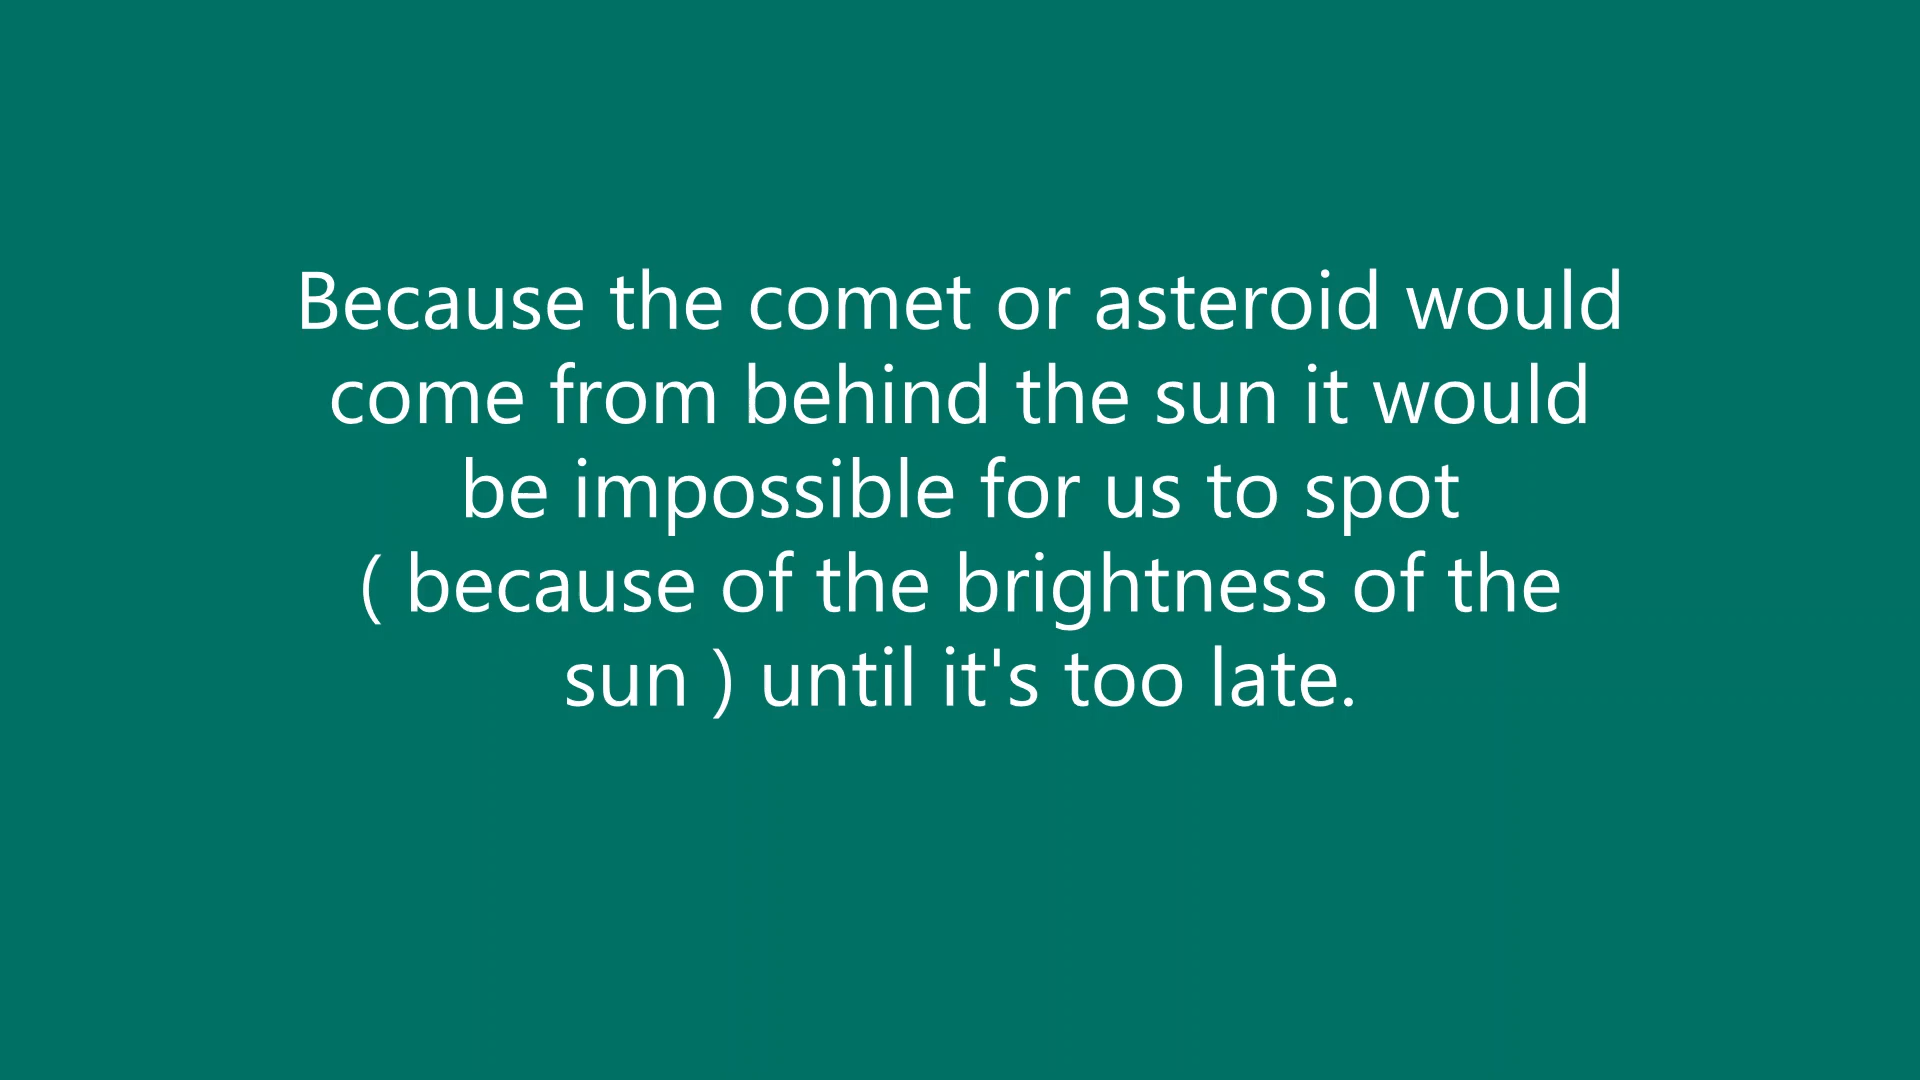 Because the comet or asteroid would
come from behind the sun it would
be impossible for us to spot
( because of the brightness of the
sun ) until it's too late.